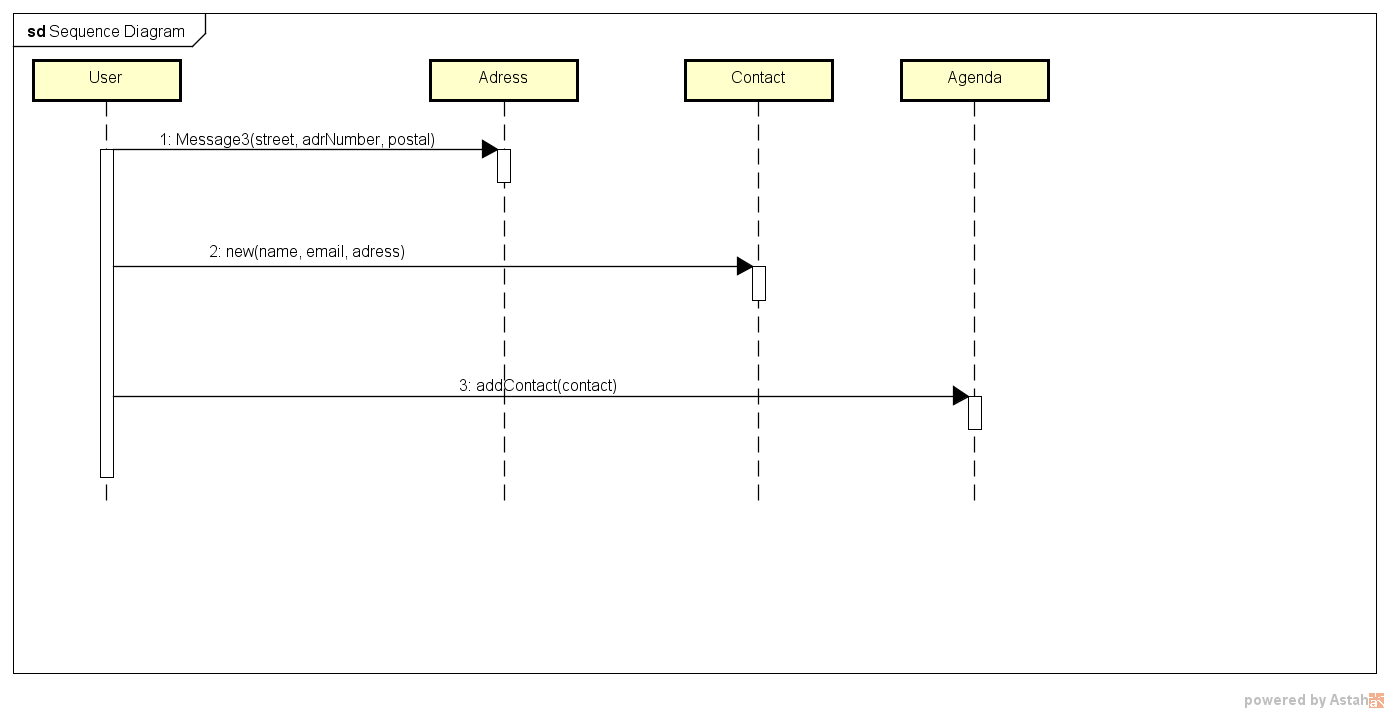 sd Sequence Diagram
User
Adress
Contact
Agenda
1: Message3(street, adrNumber, postal)
2: new(name, email, adress)
3: addContact(contact)
powered by Astah